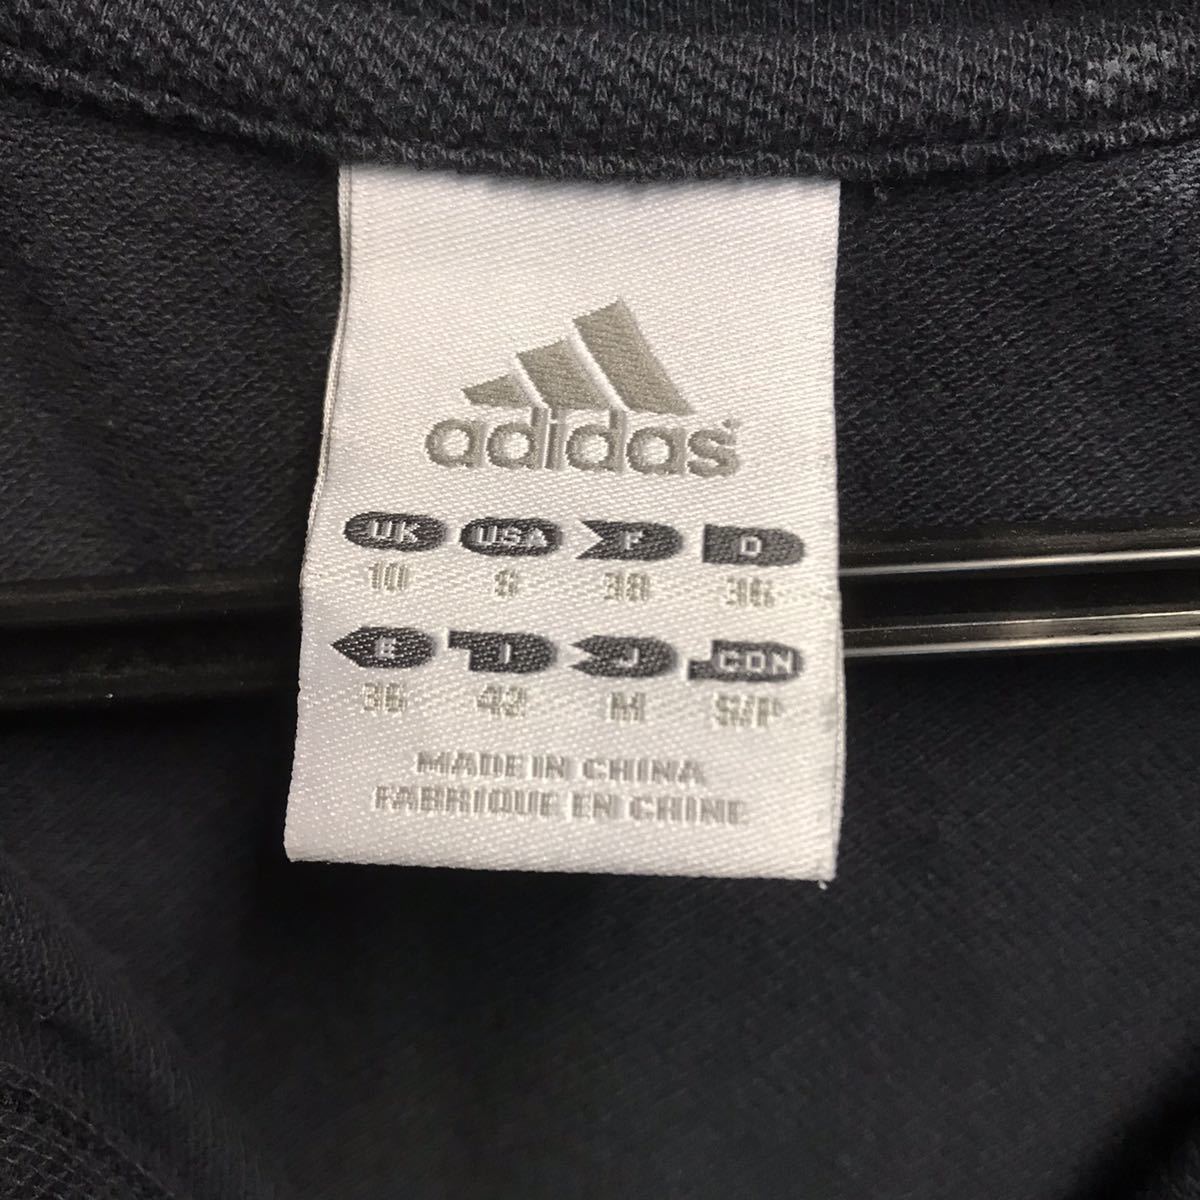 adidas
UK USA F D
10 8 38 36
E I J CDN
36 42 M S/P
MADE IN CHINA
FABRIQUE EN CHINE